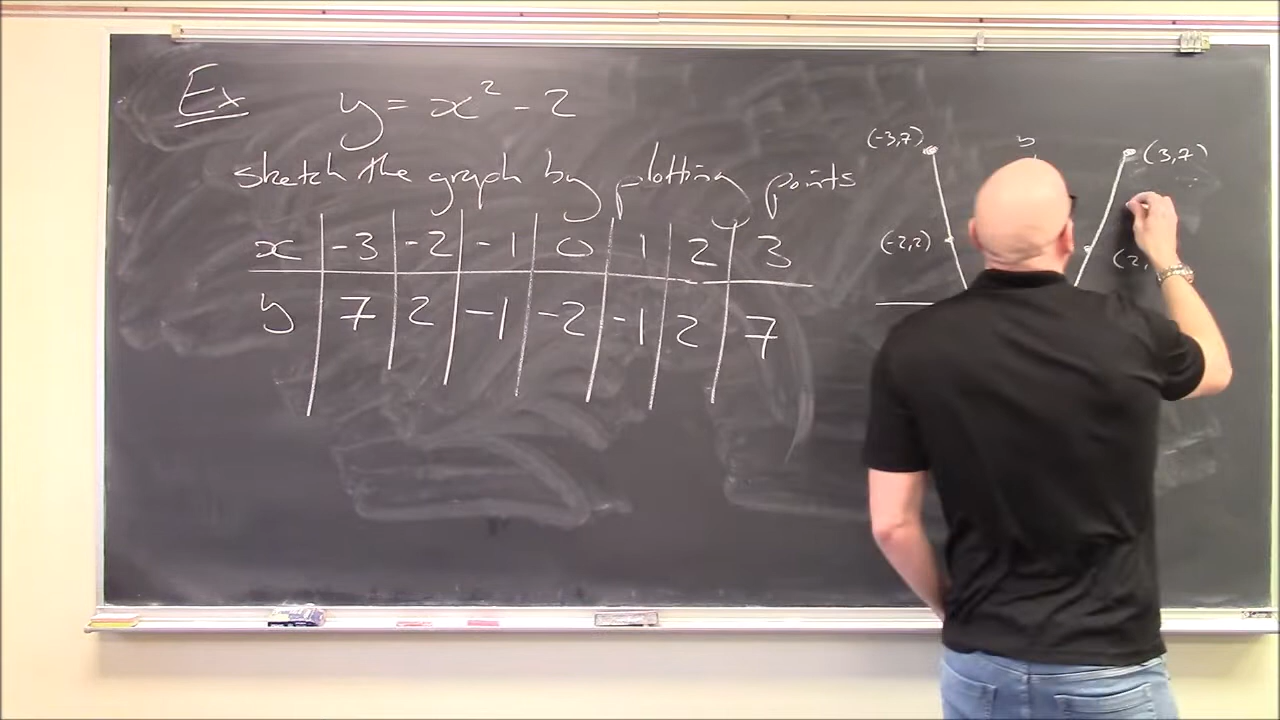 Ex y = x² - 2
sketch the graph by plotting points
x -3 -2 -1 0 1 2 3
y 7 2 -1 -2 -1 2 7
(-3,7) y (3,7)
(-2,2) (2,